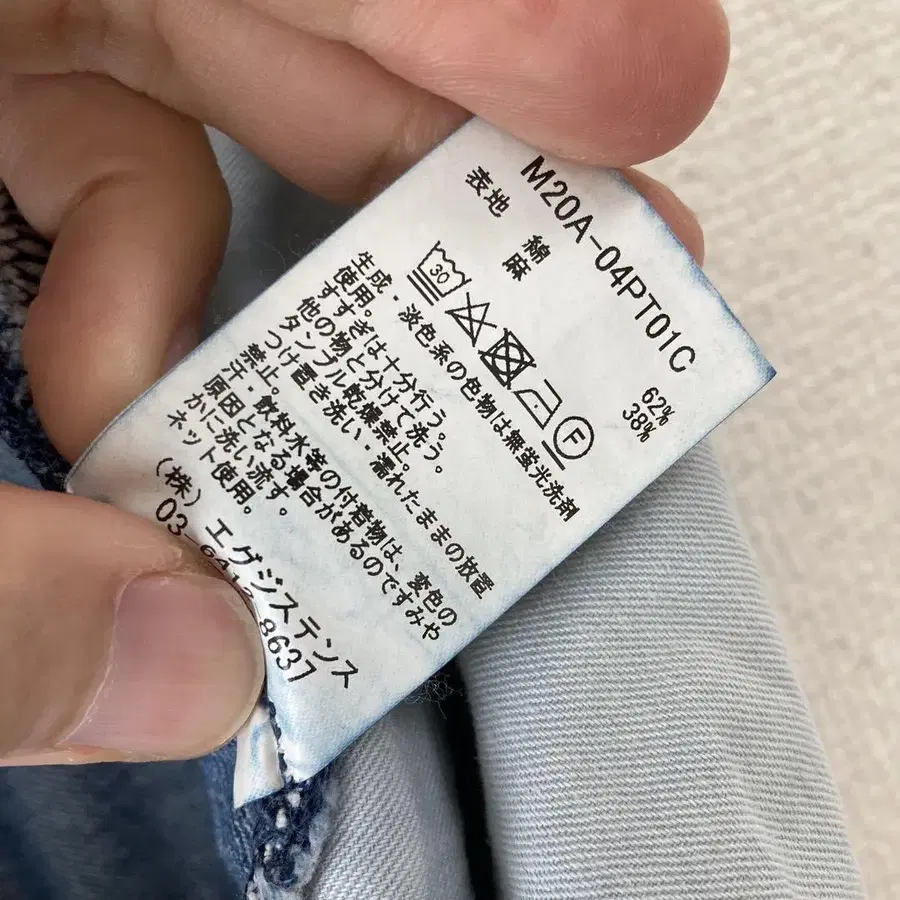 M20A-04PT01C
表地
綿 62%
麻 38%
30
F
生成・淡色系の色物は無蛍光洗剤
使用。すすぎは十分行う。
他の物と分けて洗う。
タンブル乾燥禁止。
つけ置き洗い・濡れたままの放置
禁止。
汗・飲料水等の付着物は、変色の
原因となる場合があるのですみや
かに洗い流す。
ネット使用。
(株)エグジステンス
03-641 8637